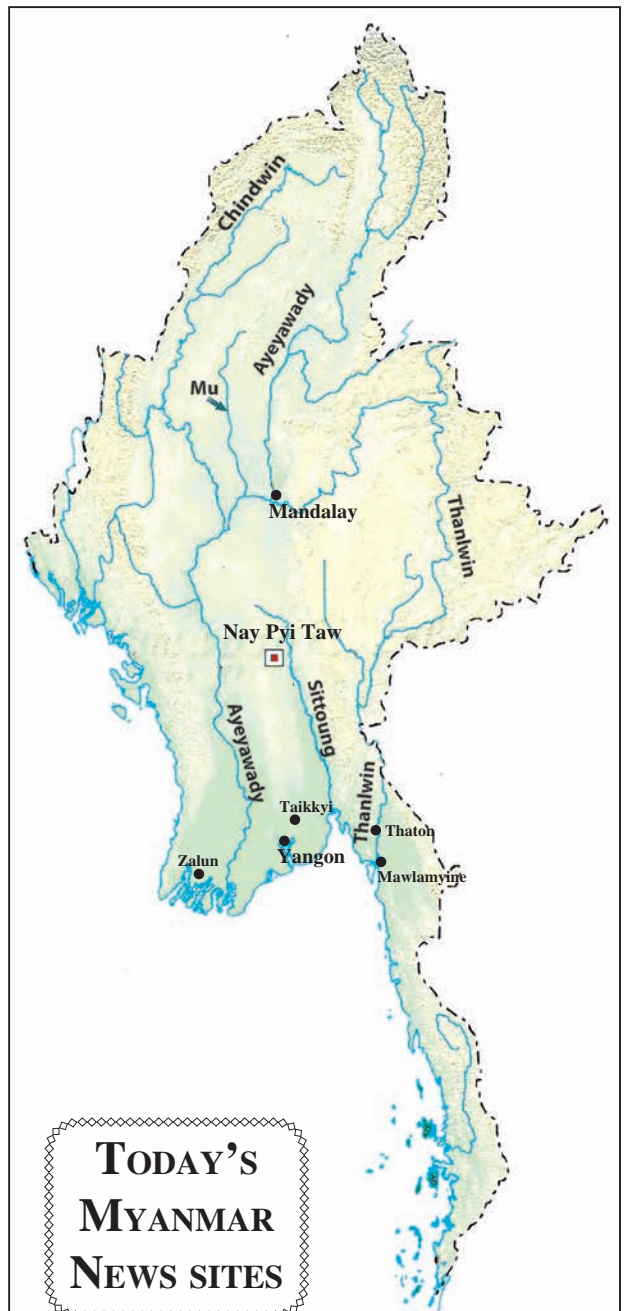 Chindwin
Ayeyawady
Mu
Mandalay
Thanlwin
Nay Pyi Taw
Sittoung
Ayeyawady
Thanlwin
Taikkyi
Thaton
Yangon
Zalun
Mawlamyine
TODAY'S
MYANMAR
NEWS SITES